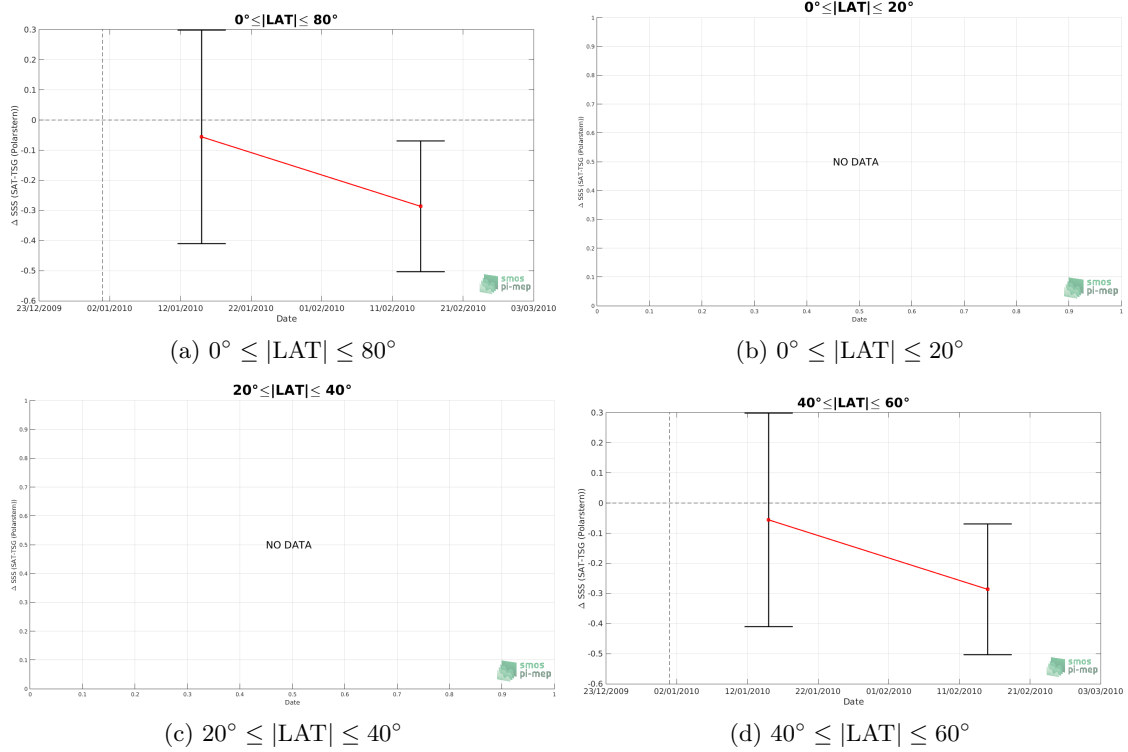 0°≤|LAT|≤ 80°
Δ SSS (SAT-TSG (Polarstern))
0.3
0.2
0.1
0
-0.1
-0.2
-0.3
-0.4
-0.5
-0.6
23/12/2009 02/01/2010 12/01/2010 22/01/2010 01/02/2010 11/02/2010 21/02/2010 03/03/2010
Date
smos
pi-mep
(a) 0° ≤ |LAT| ≤ 80°
0°≤|LAT|≤ 20°
Δ SSS (SAT-TSG (Polarstern))
1
0.9
0.8
0.7
0.6
0.5
0.4
0.3
0.2
0.1
0
NO DATA
0 0.1 0.2 0.3 0.4 0.5 0.6 0.7 0.8 0.9 1
Date
smos
pi-mep
(b) 0° ≤ |LAT| ≤ 20°
20°≤|LAT|≤ 40°
Δ SSS (SAT-TSG (Polarstern))
1
0.9
0.8
0.7
0.6
0.5
0.4
0.3
0.2
0.1
0
NO DATA
0 0.1 0.2 0.3 0.4 0.5 0.6 0.7 0.8 0.9 1
Date
smos
pi-mep
(c) 20° ≤ |LAT| ≤ 40°
40°≤|LAT|≤ 60°
Δ SSS (SAT-TSG (Polarstern))
0.3
0.2
0.1
0
-0.1
-0.2
-0.3
-0.4
-0.5
-0.6
23/12/2009 02/01/2010 12/01/2010 22/01/2010 01/02/2010 11/02/2010 21/02/2010 03/03/2010
Date
smos
pi-mep
(d) 40° ≤ |LAT| ≤ 60°